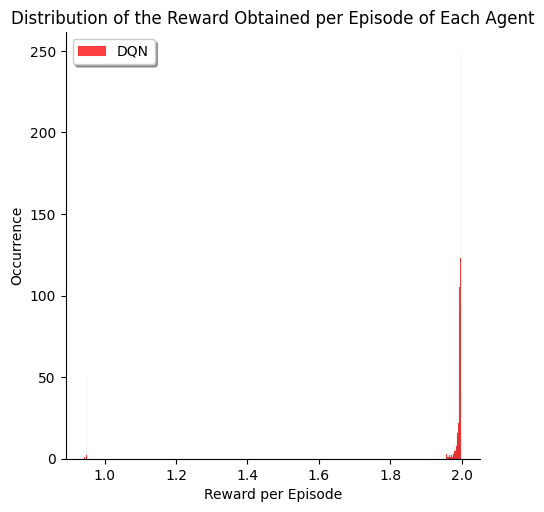 Distribution of the Reward Obtained per Episode of Each Agent
DQN
250
200
150
100
50
0
Occurrence
1.0 1.2 1.4 1.6 1.8 2.0
Reward per Episode